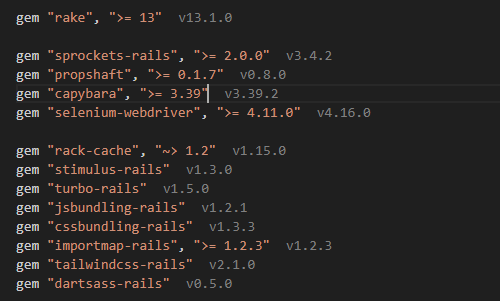 gem "rake", ">= 13" v13.1.0
gem "sprockets-rails", ">= 2.0.0" v3.4.2
gem "propshaft", ">= 0.1.7" v0.8.0
gem "capybara", ">= 3.39" v3.39.2
gem "selenium-webdriver", ">= 4.11.0" v4.16.0
gem "rack-cache", "~> 1.2" v1.15.0
gem "stimulus-rails" v1.3.0
gem "turbo-rails" v1.5.0
gem "jsbundling-rails" v1.2.1
gem "cssbundling-rails" v1.3.3
gem "importmap-rails", ">= 1.2.3" v1.2.3
gem "tailwindcss-rails" v2.1.0
gem "dartsass-rails" v0.5.0